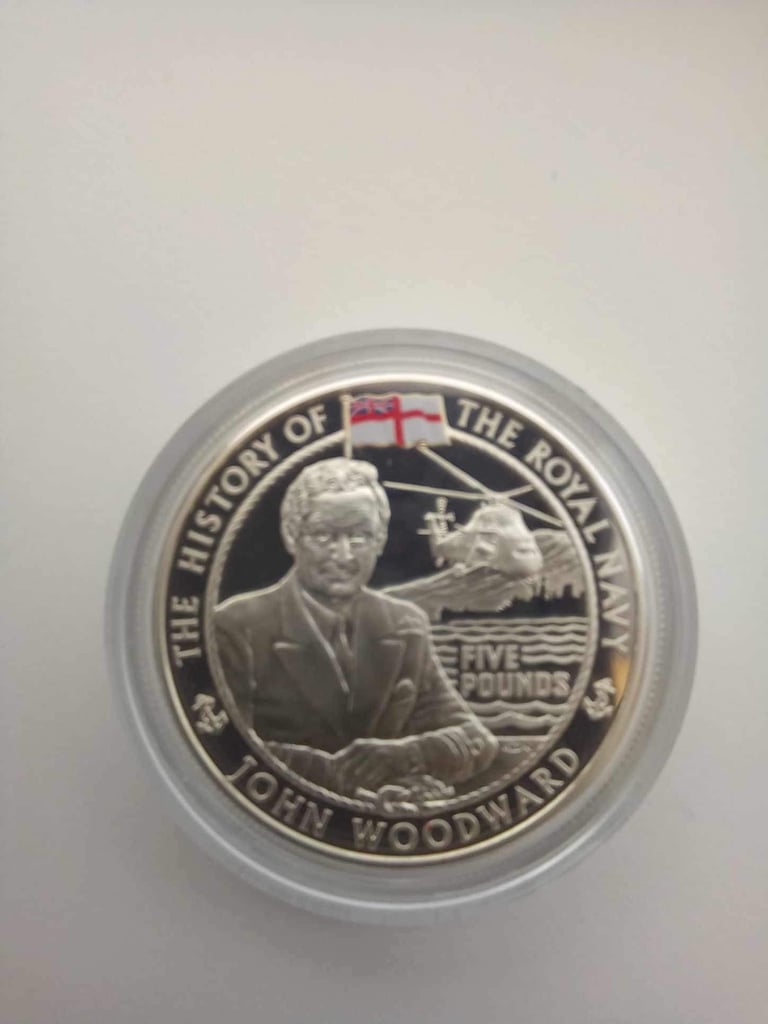 THE HISTORY OF THE ROYAL NAVY
FIVE
POUNDS
JOHN WOODWARD